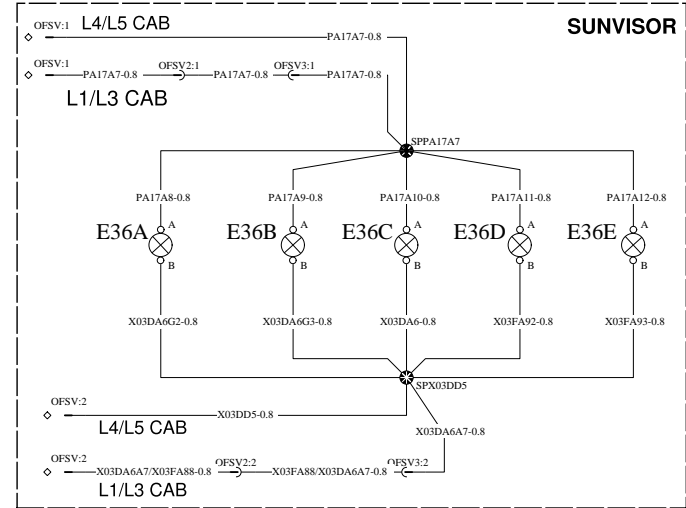 OFSV:1 L4/L5 CAB
PA17A7-0.8
SUNVISOR
OFSV:1 PA17A7-0.8 OFSV2:1 PA17A7-0.8 OFSV3:1 PA17A7-0.8
L1/L3 CAB
SPPA17A7
PA17A8-0.8 PA17A9-0.8 PA17A10-0.8 PA17A11-0.8 PA17A12-0.8
A A A A A
E36A E36B E36C E36D E36E
B B B B B
X03DA6G2-0.8 X03DA6G3-0.8 X03DA6-0.8 X03FA92-0.8 X03FA93-0.8
SPX03DD5
OFSV:2 X03DD5-0.8
L4/L5 CAB
X03DA6A7-0.8
OFSV:2 X03DA6A7/X03FA88-0.8 OFSV2:2 X03FA88/X03DA6A7-0.8 OFSV3:2
L1/L3 CAB